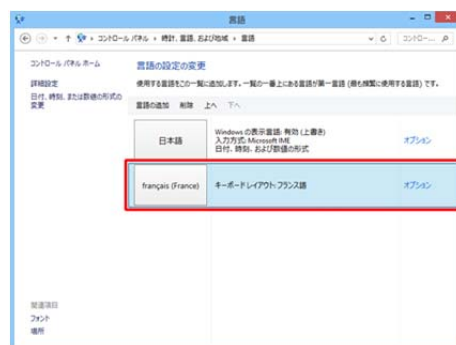 言語
コントロール パネル ▸ 時計、言語、および地域 ▸ 言語
コントロー...
コントロール パネル ホーム
詳細設定
日付、時刻、または数値の形式の
変更
言語の設定の変更
使用する言語をこの一覧に追加します。一覧の一番上にある言語が第一言語 (最も頻繁に使用する言語) です。
言語の追加 削除 上へ 下へ
日本語
Windows の表示言語: 有効 (上書き)
入力方式: Microsoft IME
日付、時刻、および数値の形式
オプション
français (France)
キーボード レイアウト: フランス語
オプション
関連項目
フォント
場所